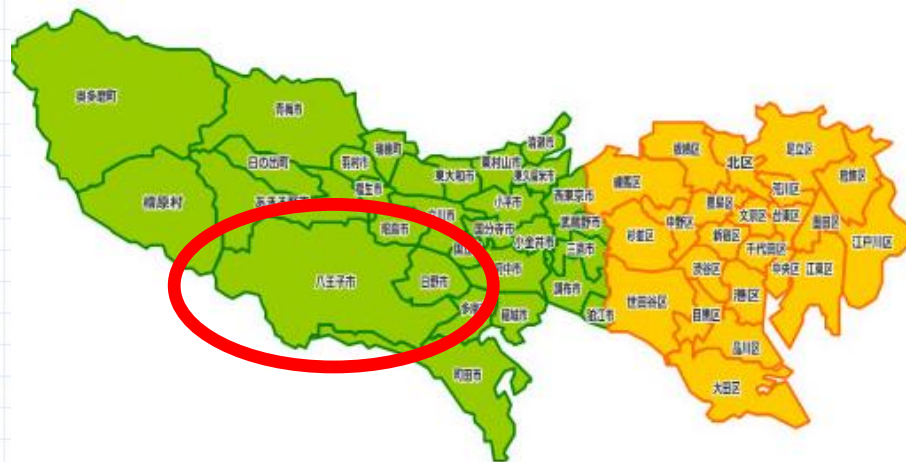 奥多摩町
青梅市
瑞穂町
清瀬市
日の出町
羽村市
東大和市
東村山市
東久留米市
檜原村
福生市
小平市
西東京市
昭島市
立川市
国分寺市
小金井市
武蔵野市
三鷹市
八王子市
日野市
府中市
調布市
稲城市
狛江市
町田市
板橋区
北区
足立区
練馬区
荒川区
葛飾区
豊島区
文京区
台東区
杉並区
中野区
新宿区
千代田区
墨田区
江戸川区
渋谷区
中央区
江東区
世田谷区
目黒区
港区
品川区
大田区